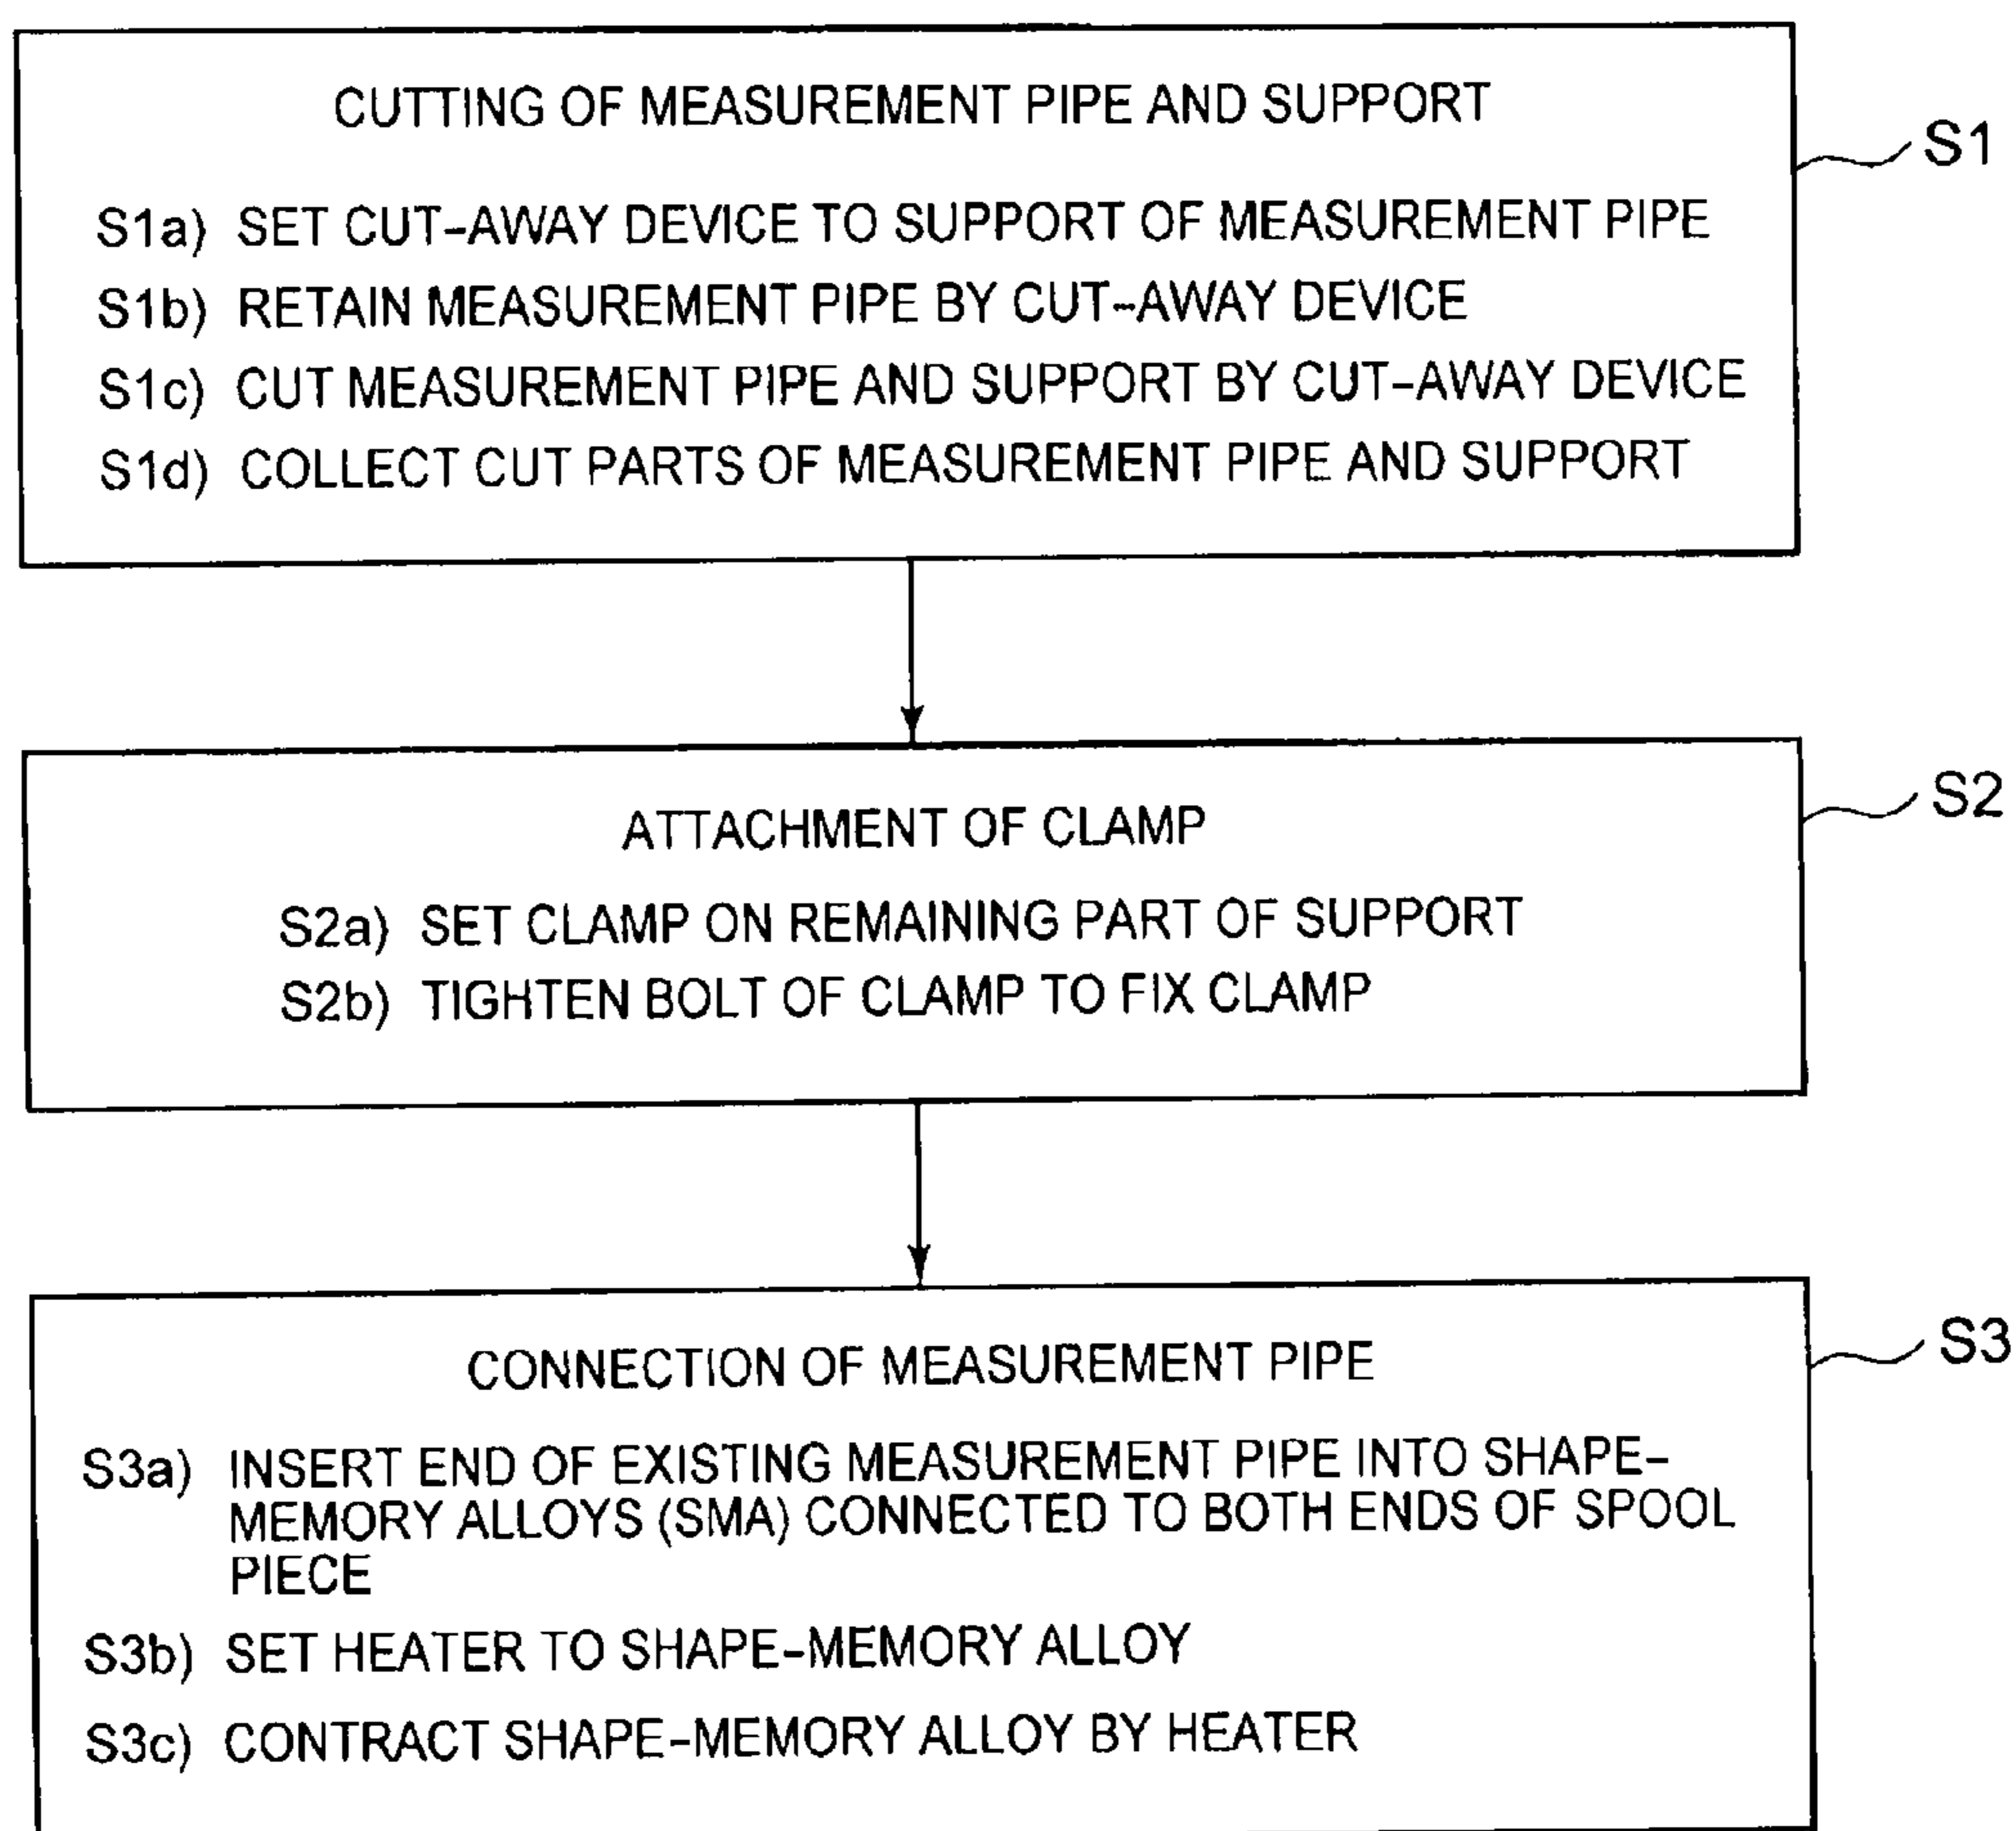 CUTTING OF MEASUREMENT PIPE AND SUPPORT
S1
S1a) SET CUT-AWAY DEVICE TO SUPPORT OF MEASUREMENT PIPE
S1b) RETAIN MEASUREMENT PIPE BY CUT-AWAY DEVICE
S1c) CUT MEASUREMENT PIPE AND SUPPORT BY CUT-AWAY DEVICE
S1d) COLLECT CUT PARTS OF MEASUREMENT PIPE AND SUPPORT
ATTACHMENT OF CLAMP
S2
S2a) SET CLAMP ON REMAINING PART OF SUPPORT
S2b) TIGHTEN BOLT OF CLAMP TO FIX CLAMP
CONNECTION OF MEASUREMENT PIPE
S3
S3a) INSERT END OF EXISTING MEASUREMENT PIPE INTO SHAPE-
MEMORY ALLOYS (SMA) CONNECTED TO BOTH ENDS OF SPOOL
PIECE
S3b) SET HEATER TO SHAPE-MEMORY ALLOY
S3c) CONTRACT SHAPE-MEMORY ALLOY BY HEATER